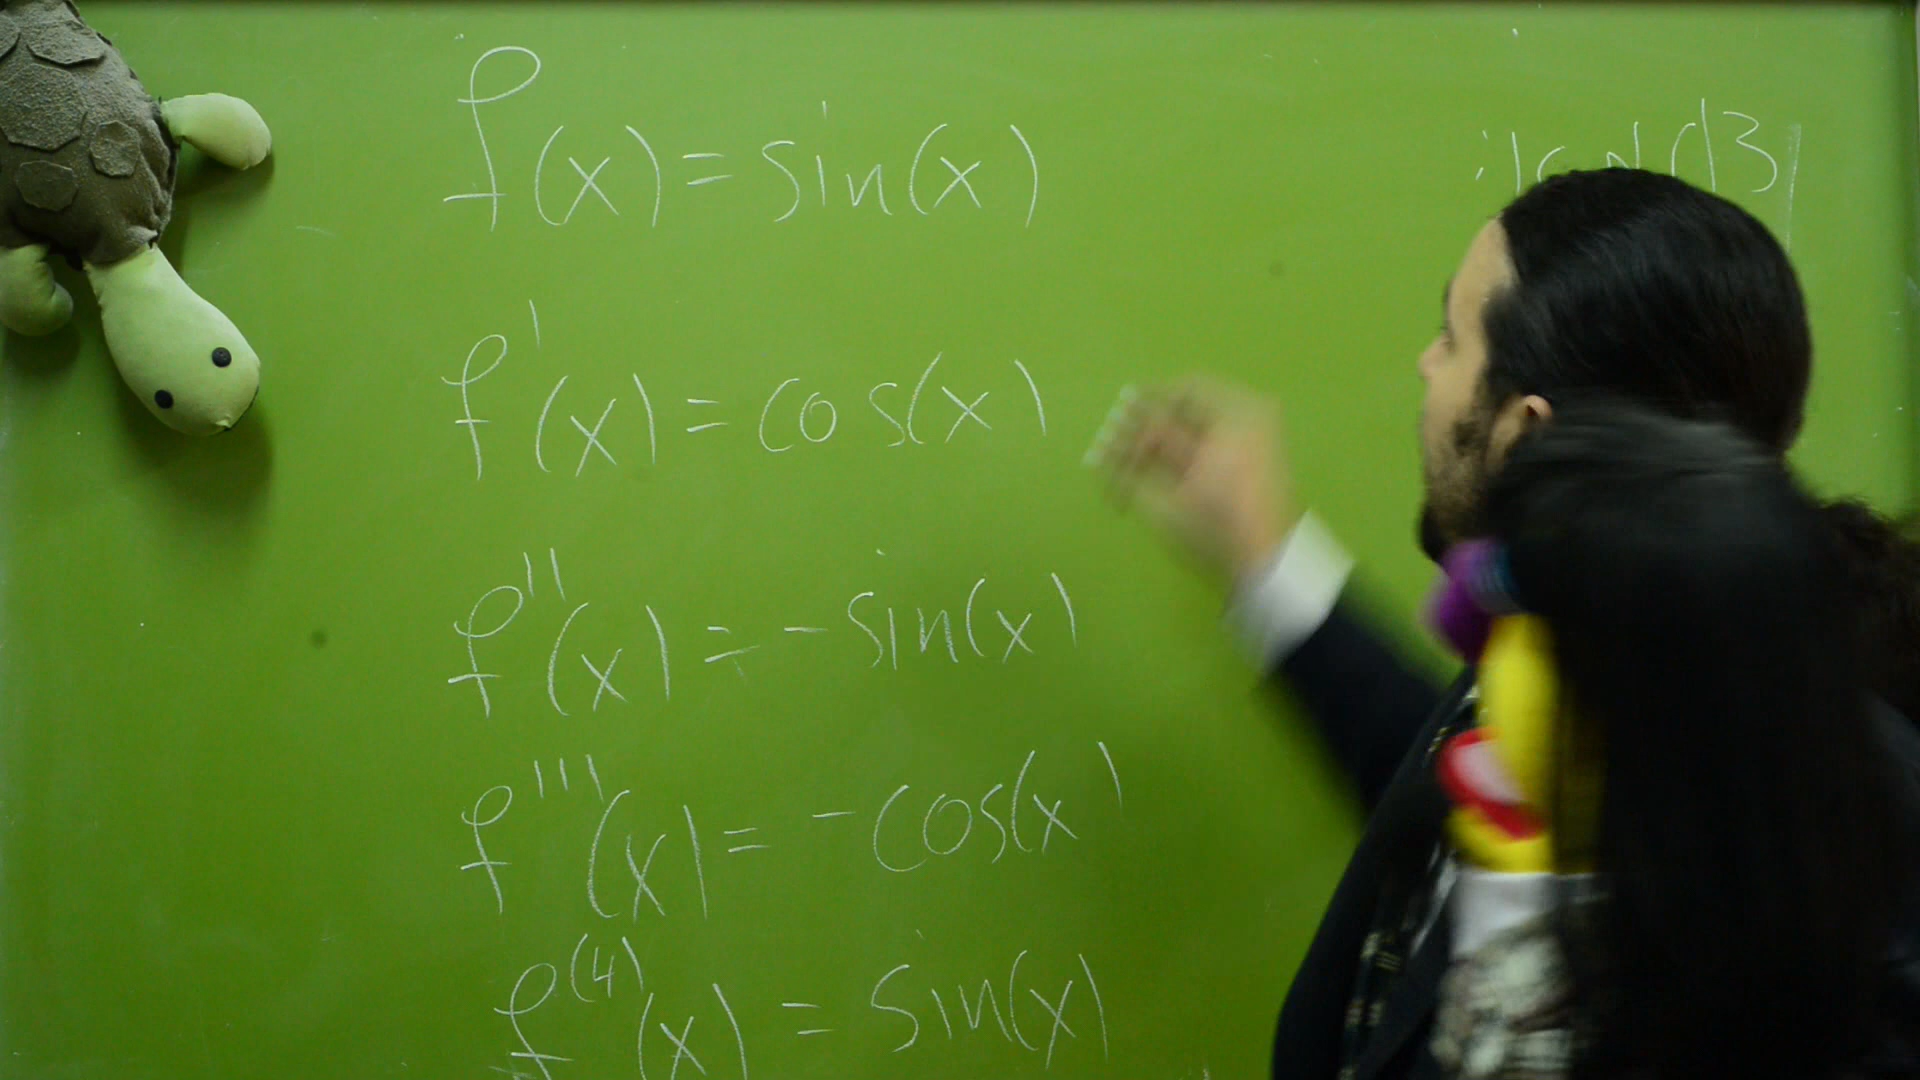 f(x) = sin(x)
f'(x) = cos(x)
f''(x) = -sin(x)
f'''(x) = -cos(x)
f⁽⁴⁾(x) = sin(x)